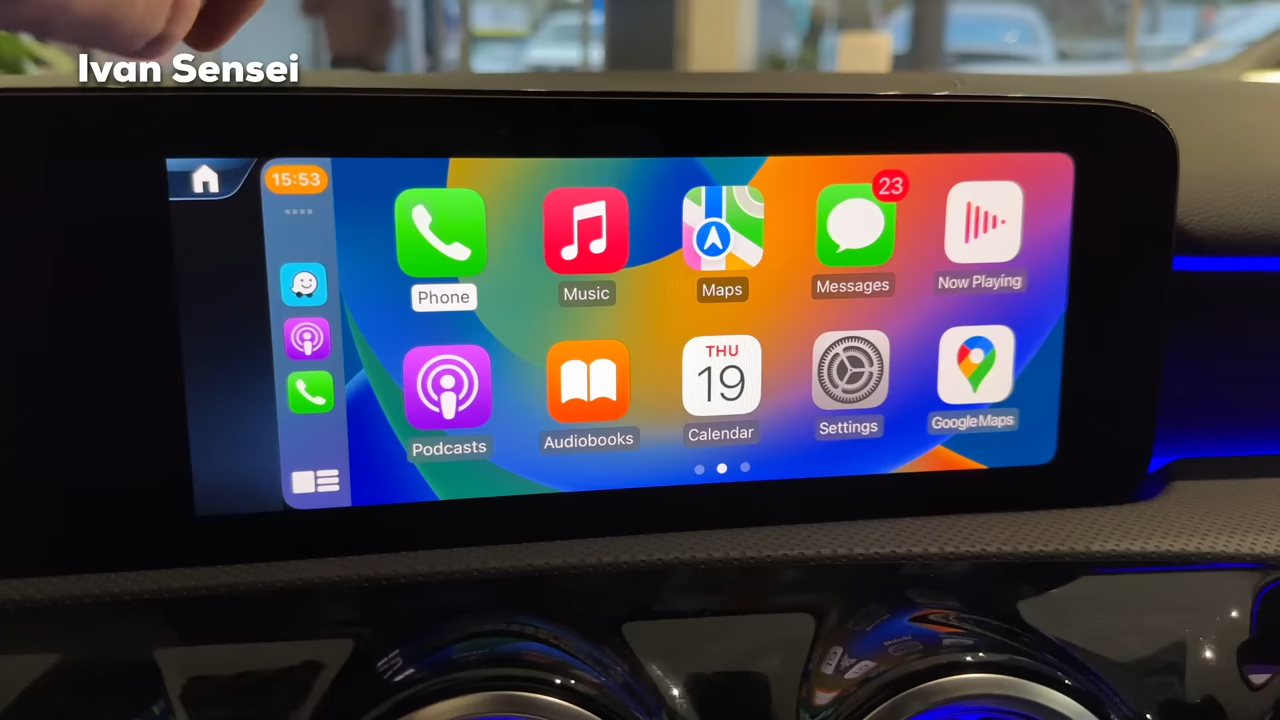 Ivan Sensei
15:53
23
Phone
Music
Maps
Messages
Now Playing
THU
19
Podcasts
Audiobooks
Calendar
Settings
Google Maps